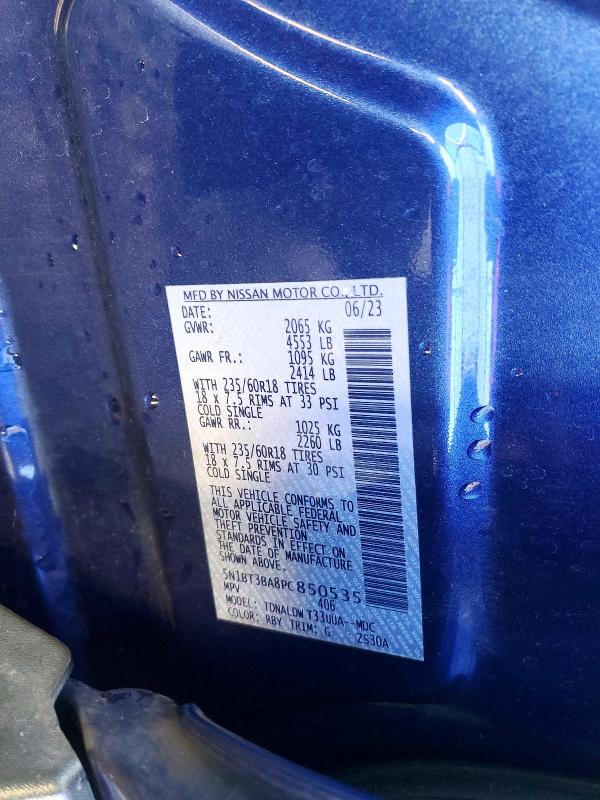 MFD BY NISSAN MOTOR CO., LTD.
DATE: 06/23
GVWR: 2065 KG
4553 LB
GAWR FR.: 1095 KG
2414 LB
WITH 235/60R18 TIRES
18 x 7.5 RIMS AT 33 PSI
COLD SINGLE
GAWR RR.: 1025 KG
2260 LB
WITH 235/60R18 TIRES
18 x 7.5 RIMS AT 30 PSI
COLD SINGLE
THIS VEHICLE CONFORMS TO
ALL APPLICABLE FEDERAL
MOTOR VEHICLE SAFETY AND
THEFT PREVENTION
STANDARDS IN EFFECT ON
THE DATE OF MANUFACTURE
SHOWN ABOVE.
5N1BT3BA8PC850535
MPV 406
MODEL: TDNALDW T33UUA--MDC
COLOR: RBY TRIM: G 2S30A